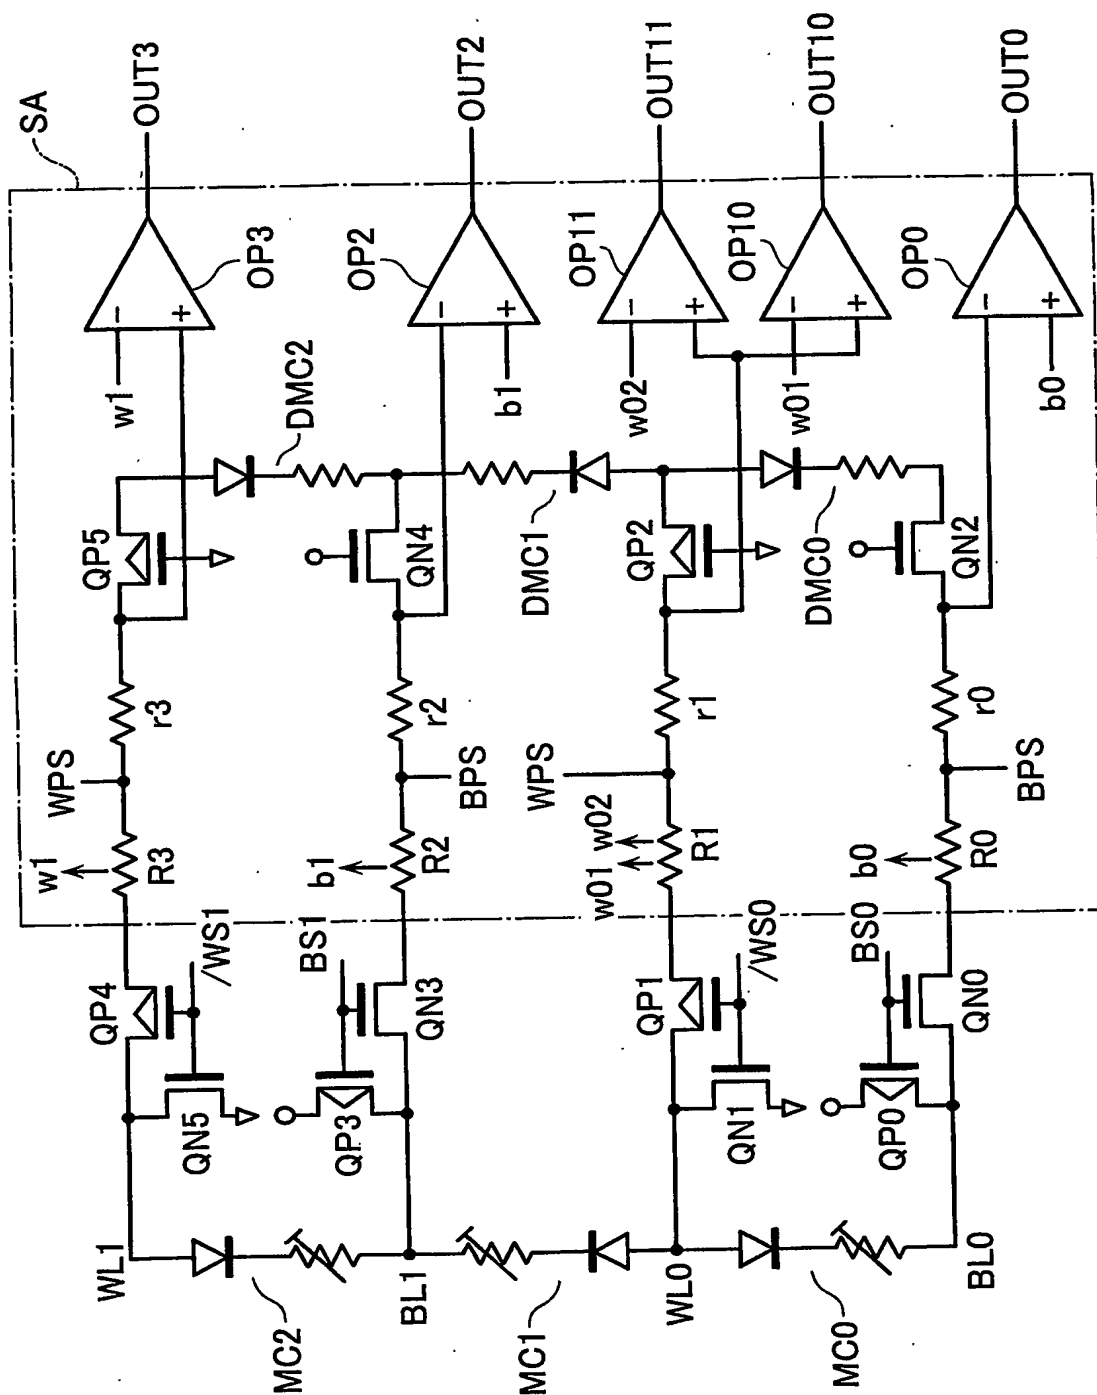 SA
OUT3
OUT2
OUT11
OUT10
OUT0
OP3
OP2
OP11
OP10
OP0
-
+
-
+
-
+
-
+
-
+
w1
b1
w02
w01
b0
DMC2
DMC1
DMC0
QP5
QN4
QP2
QN2
r3
r2
r1
r0
WPS
BPS
WPS
BPS
w1
b1
w01
w02
b0
R3
R2
R1
R0
/WS1
BS1
/WS0
BS0
QP4
QN3
QP1
QN0
QN5
QP3
QN1
QP0
WL1
BL1
WL0
BL0
MC2
MC1
MC0